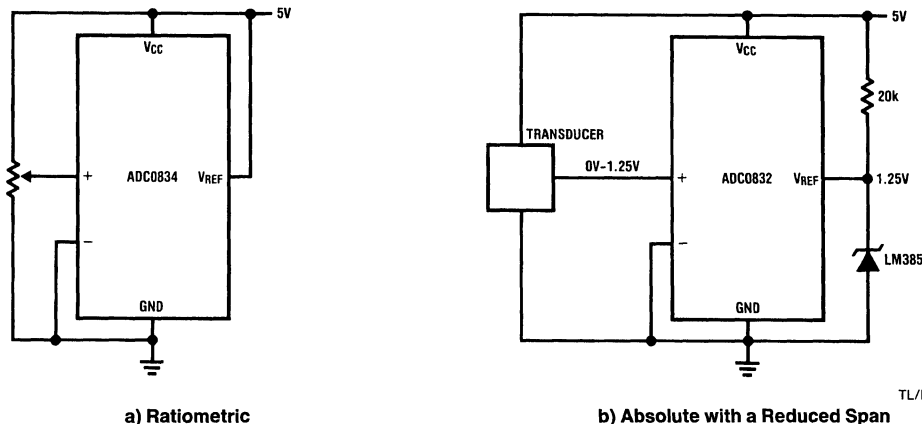 5V
VCC
+
ADC0834
VREF
−
GND
a) Ratiometric
5V
VCC
20k
TRANSDUCER
0V–1.25V
+
ADC0832
VREF
1.25V
−
LM385
GND
TL/
b) Absolute with a Reduced Span